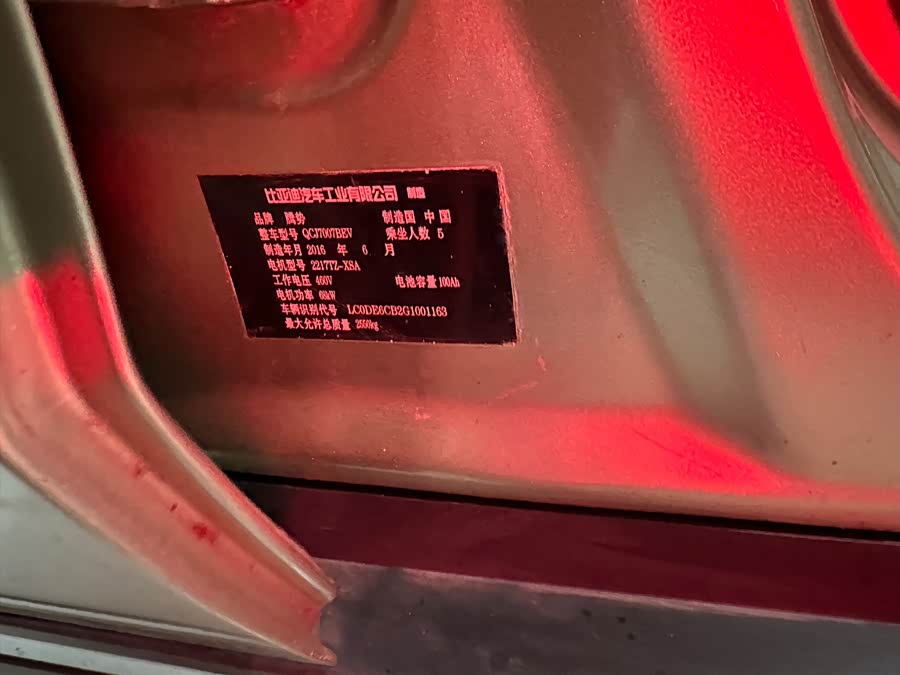 比亚迪汽车工业有限公司 制造
品牌 腾势 制造国 中国
整车型号 QCJ7007BEV 乘坐人数 5
制造年月 2016 年 6 月
电机型号 2217TZ-XSA
工作电压 460V 电池容量 100Ah
电机功率 68kW
车辆识别代号 LC0DE6CB2G1001163
最大允许总质量 2550kg